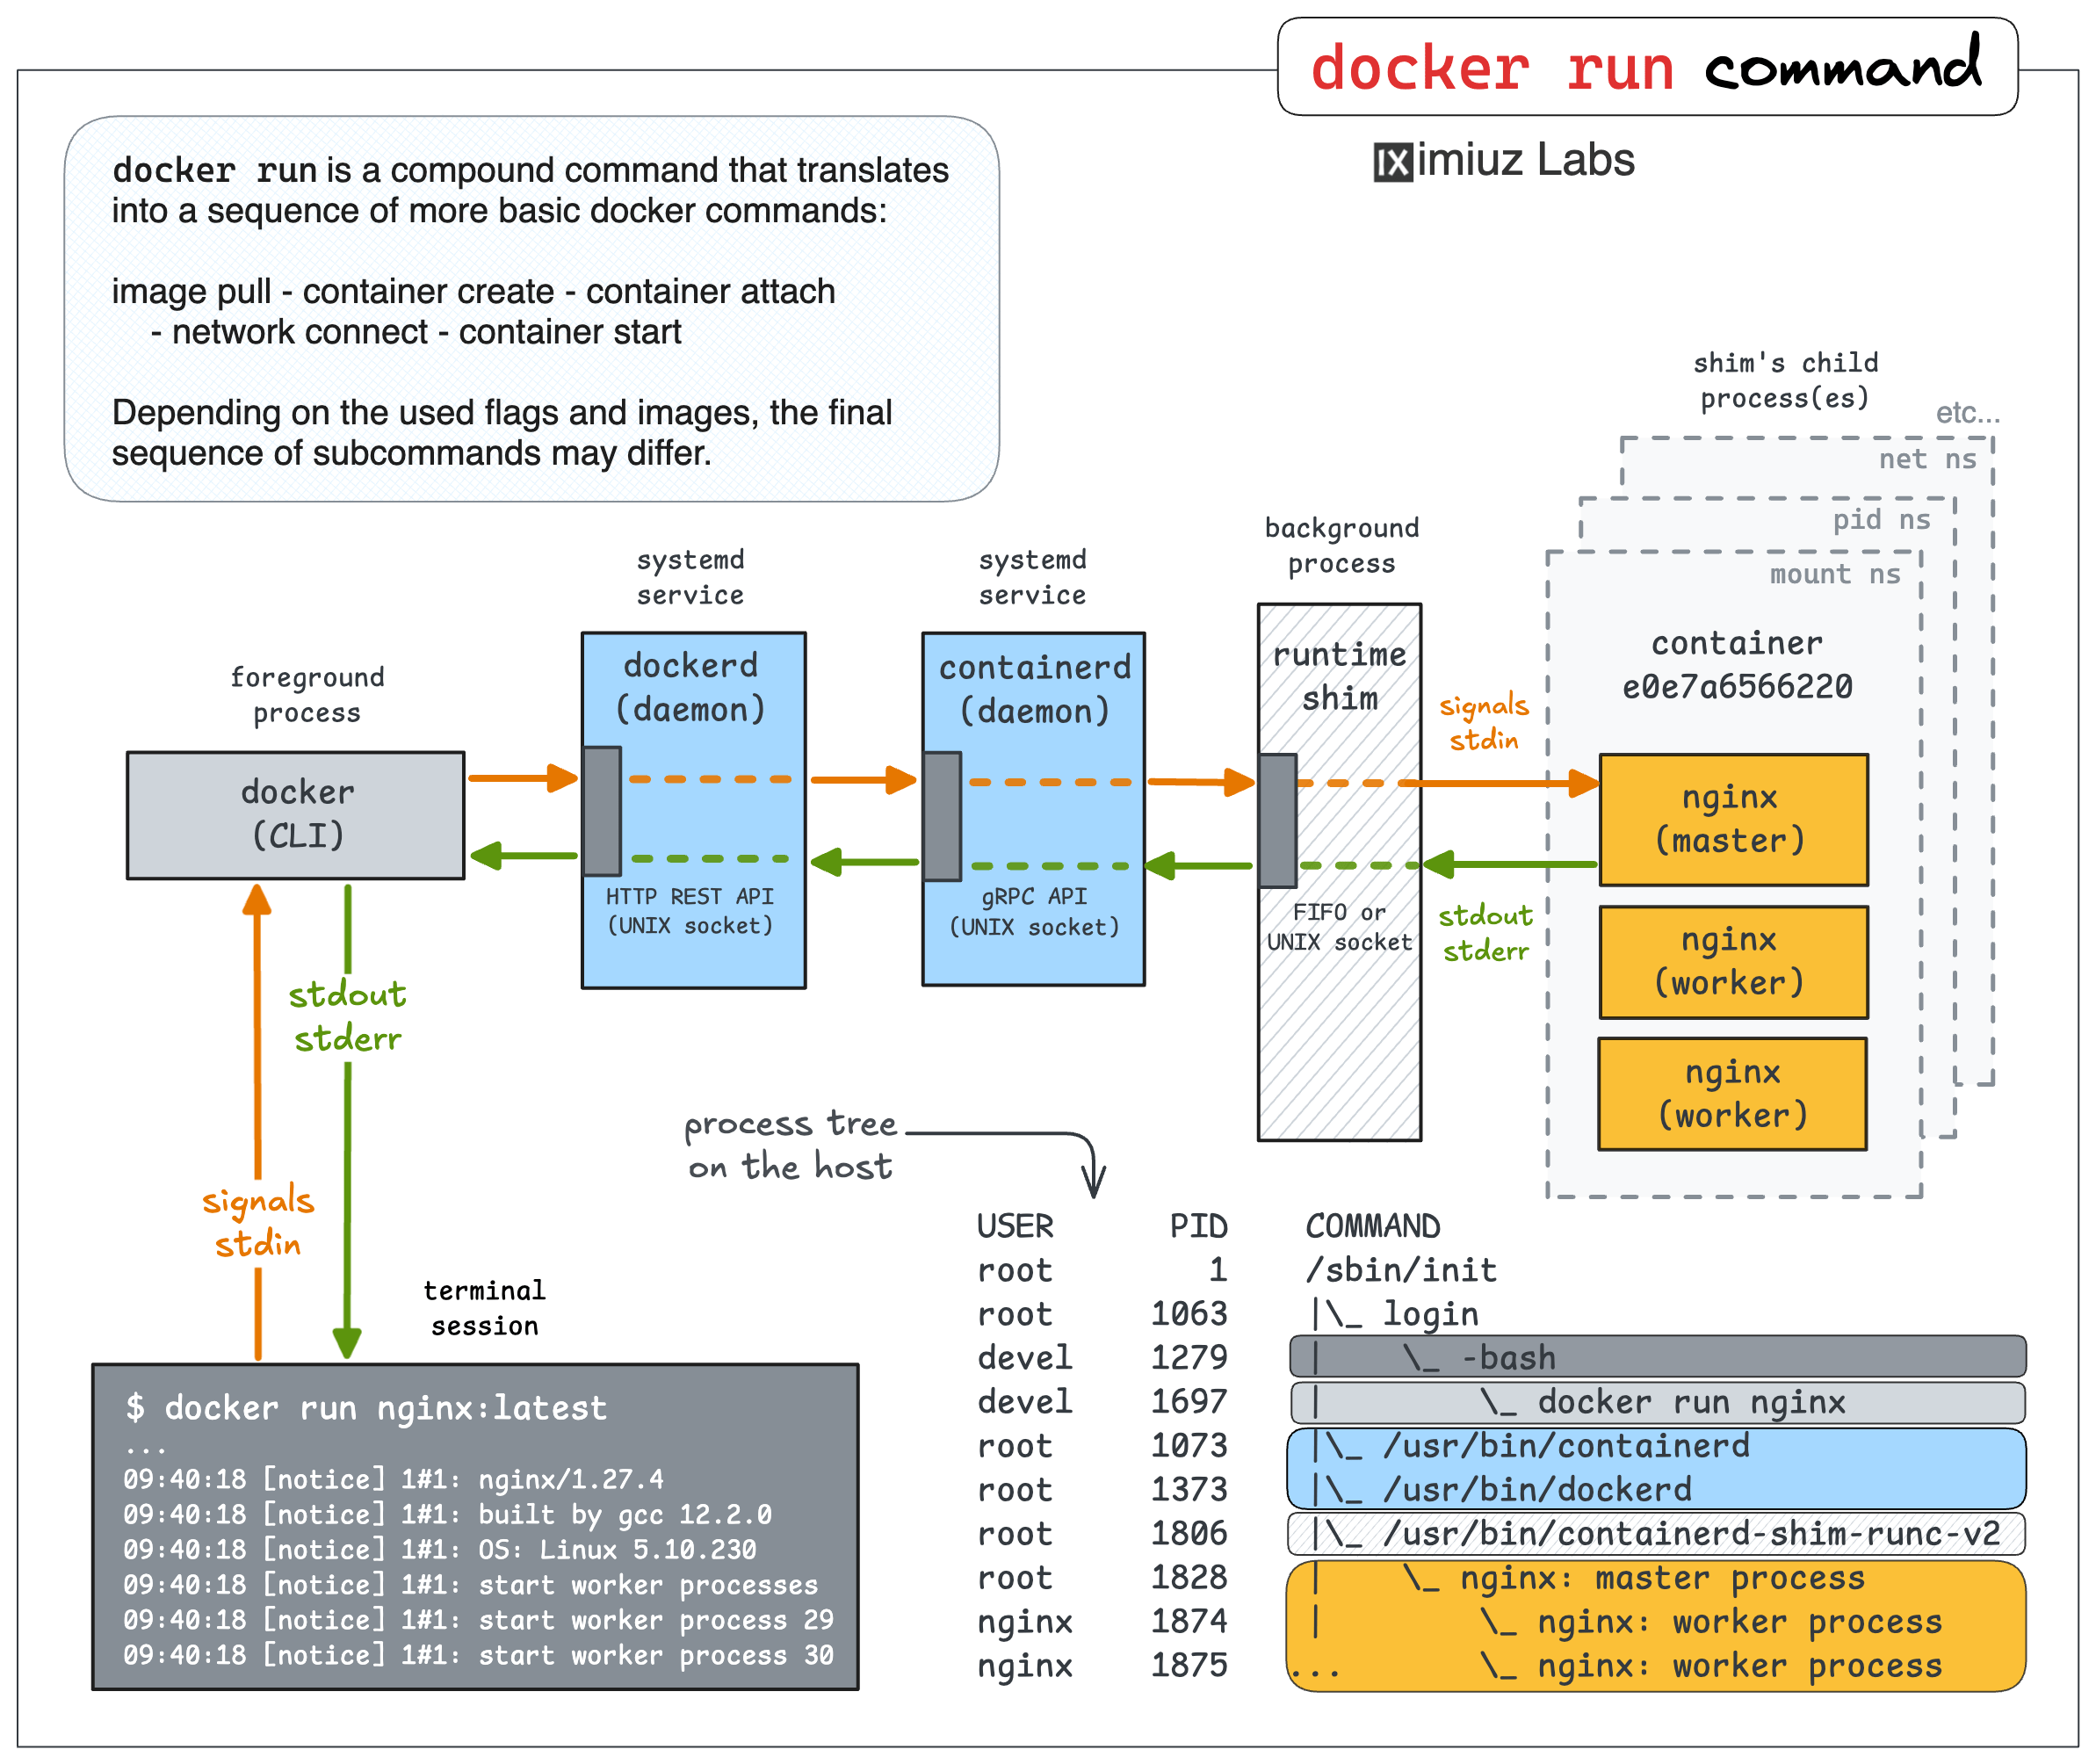 docker run command
iximiuz Labs
docker run is a compound command that translates
into a sequence of more basic docker commands:
image pull - container create - container attach
- network connect - container start
Depending on the used flags and images, the final
sequence of subcommands may differ.
foreground
process
docker
(CLI)
systemd
service
dockerd
(daemon)
HTTP REST API
(UNIX socket)
systemd
service
containerd
(daemon)
gRPC API
(UNIX socket)
background
process
runtime
shim
FIFO or
UNIX socket
signals
stdin
stdout
stderr
shim's child
process(es)
etc...
net ns
pid ns
mount ns
container
e0e7a6566220
nginx
(master)
nginx
(worker)
nginx
(worker)
stdout
stderr
signals
stdin
terminal
session
$ docker run nginx:latest
...
09:40:18 [notice] 1#1: nginx/1.27.4
09:40:18 [notice] 1#1: built by gcc 12.2.0
09:40:18 [notice] 1#1: OS: Linux 5.10.230
09:40:18 [notice] 1#1: start worker processes
09:40:18 [notice] 1#1: start worker process 29
09:40:18 [notice] 1#1: start worker process 30
process tree
on the host
USER PID COMMAND
root 1 /sbin/init
root 1063 |\_ login
devel 1279 | \_ -bash
devel 1697 | \_ docker run nginx
root 1073 |\_ /usr/bin/containerd
root 1373 |\_ /usr/bin/dockerd
root 1806 |\_ /usr/bin/containerd-shim-runc-v2
root 1828 | \_ nginx: master process
nginx 1874 | \_ nginx: worker process
nginx 1875 ... \_ nginx: worker process